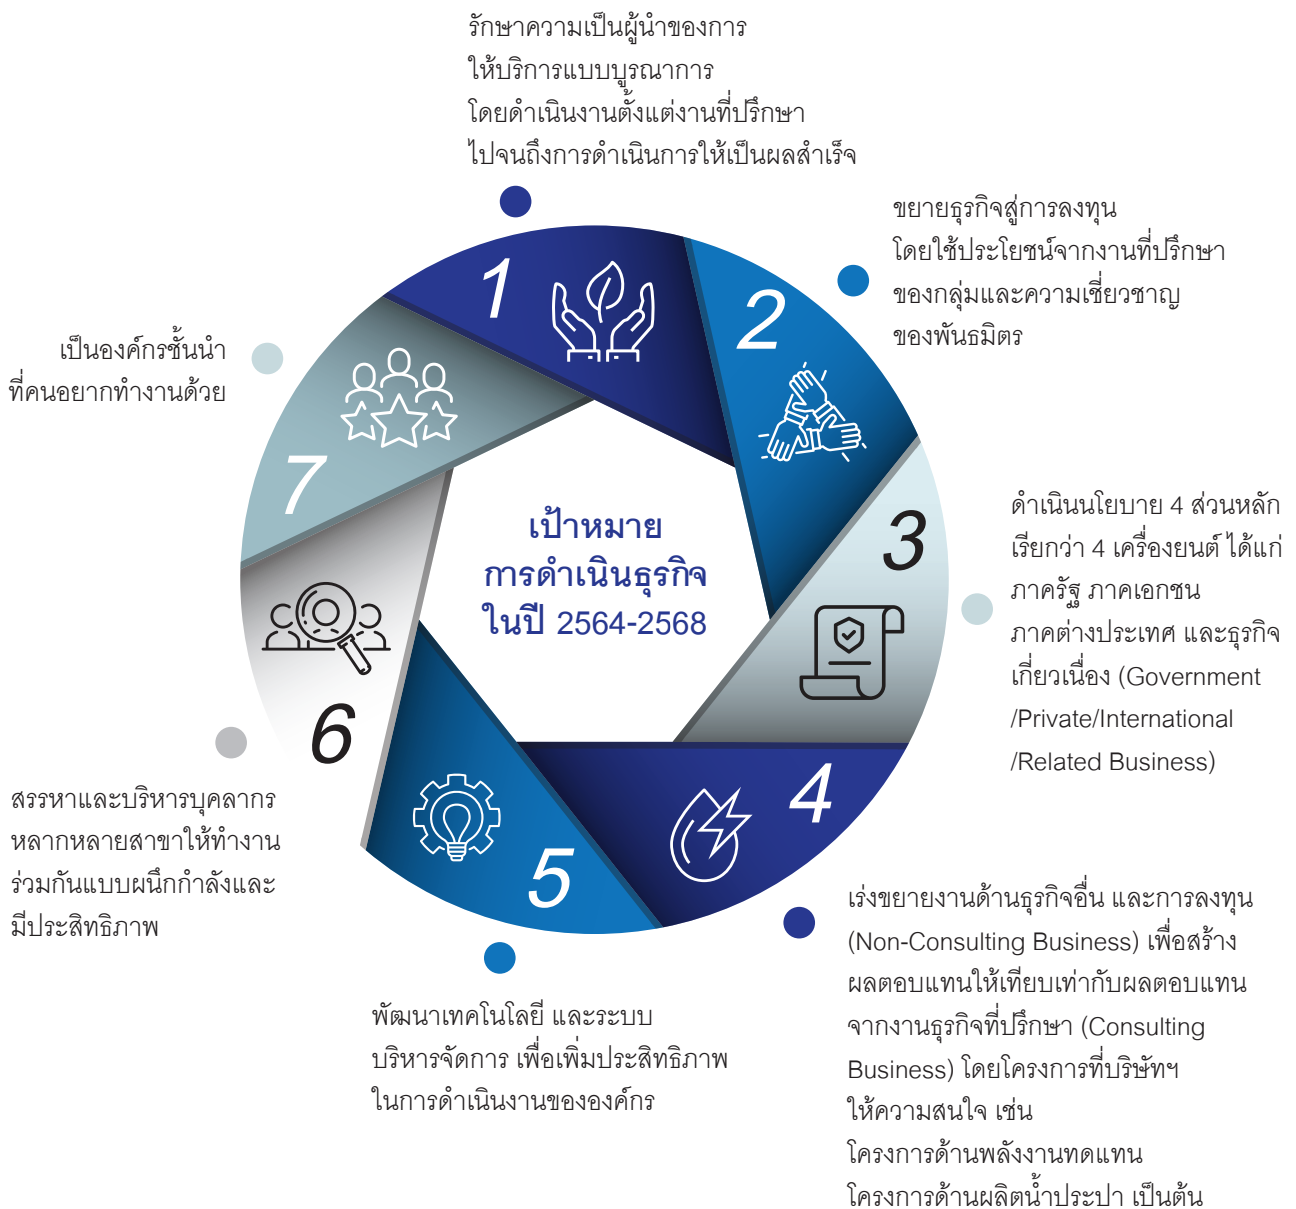 รักษาความเป็นผู้นำของการ
ให้บริการแบบบูรณาการ
โดยดำเนินงานตั้งแต่งานที่ปรึกษา
ไปจนถึงการดำเนินการให้เป็นผลสำเร็จ
1
ขยายธุรกิจสู่การลงทุน
โดยใช้ประโยชน์จากงานที่ปรึกษา
ของกลุ่มและความเชี่ยวชาญ
ของพันธมิตร
2
ดำเนินนโยบาย 4 ส่วนหลัก
เรียกว่า 4 เครื่องยนต์ ได้แก่
ภาครัฐ ภาคเอกชน
ภาคต่างประเทศ และธุรกิจ
เกี่ยวเนื่อง (Government
/Private/International
/Related Business)
3
เร่งขยายงานด้านธุรกิจอื่น และการลงทุน
(Non-Consulting Business) เพื่อสร้าง
ผลตอบแทนให้เทียบเท่ากับผลตอบแทน
จากงานธุรกิจที่ปรึกษา (Consulting
Business) โดยโครงการที่บริษัทฯ
ให้ความสนใจ เช่น
โครงการด้านพลังงานทดแทน
โครงการด้านผลิตน้ำประปา เป็นต้น
4
พัฒนาเทคโนโลยี และระบบ
บริหารจัดการ เพื่อเพิ่มประสิทธิภาพ
ในการดำเนินงานขององค์กร
5
สรรหาและบริหารบุคลากร
หลากหลายสาขาให้ทำงาน
ร่วมกันแบบผนึกกำลังและ
มีประสิทธิภาพ
6
เป็นองค์กรชั้นนำ
ที่คนอยากทำงานด้วย
7
เป้าหมาย
การดำเนินธุรกิจ
ในปี 2564-2568